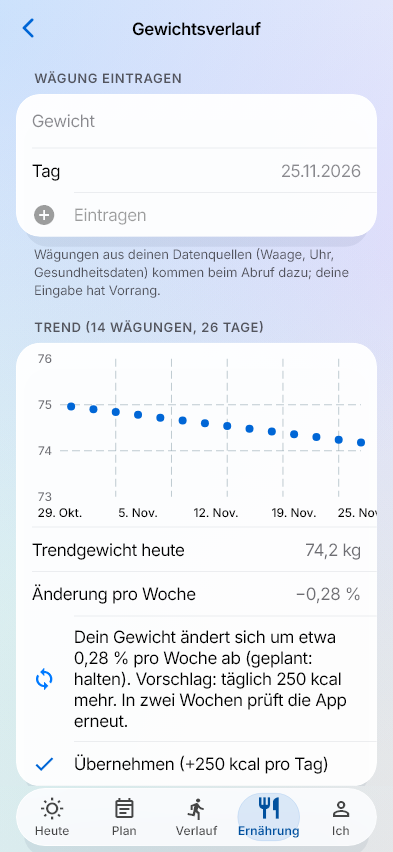 Gewichtsverlauf
WÄGUNG EINTRAGEN
Gewicht
Tag 25.11.2026
Eintragen
Wägungen aus deinen Datenquellen (Waage, Uhr,
Gesundheitsdaten) kommen beim Abruf dazu; deine
Eingabe hat Vorrang.
TREND (14 WÄGUNGEN, 26 TAGE)
76
75
74
73
29. Okt. 5. Nov. 12. Nov. 19. Nov. 25. Nov
Trendgewicht heute 74,2 kg
Änderung pro Woche −0,28 %
Dein Gewicht ändert sich um etwa
0,28 % pro Woche ab (geplant:
halten). Vorschlag: täglich 250 kcal
mehr. In zwei Wochen prüft die App
erneut.
Übernehmen (+250 kcal pro Tag)
Heute Plan Verlauf Ernährung Ich